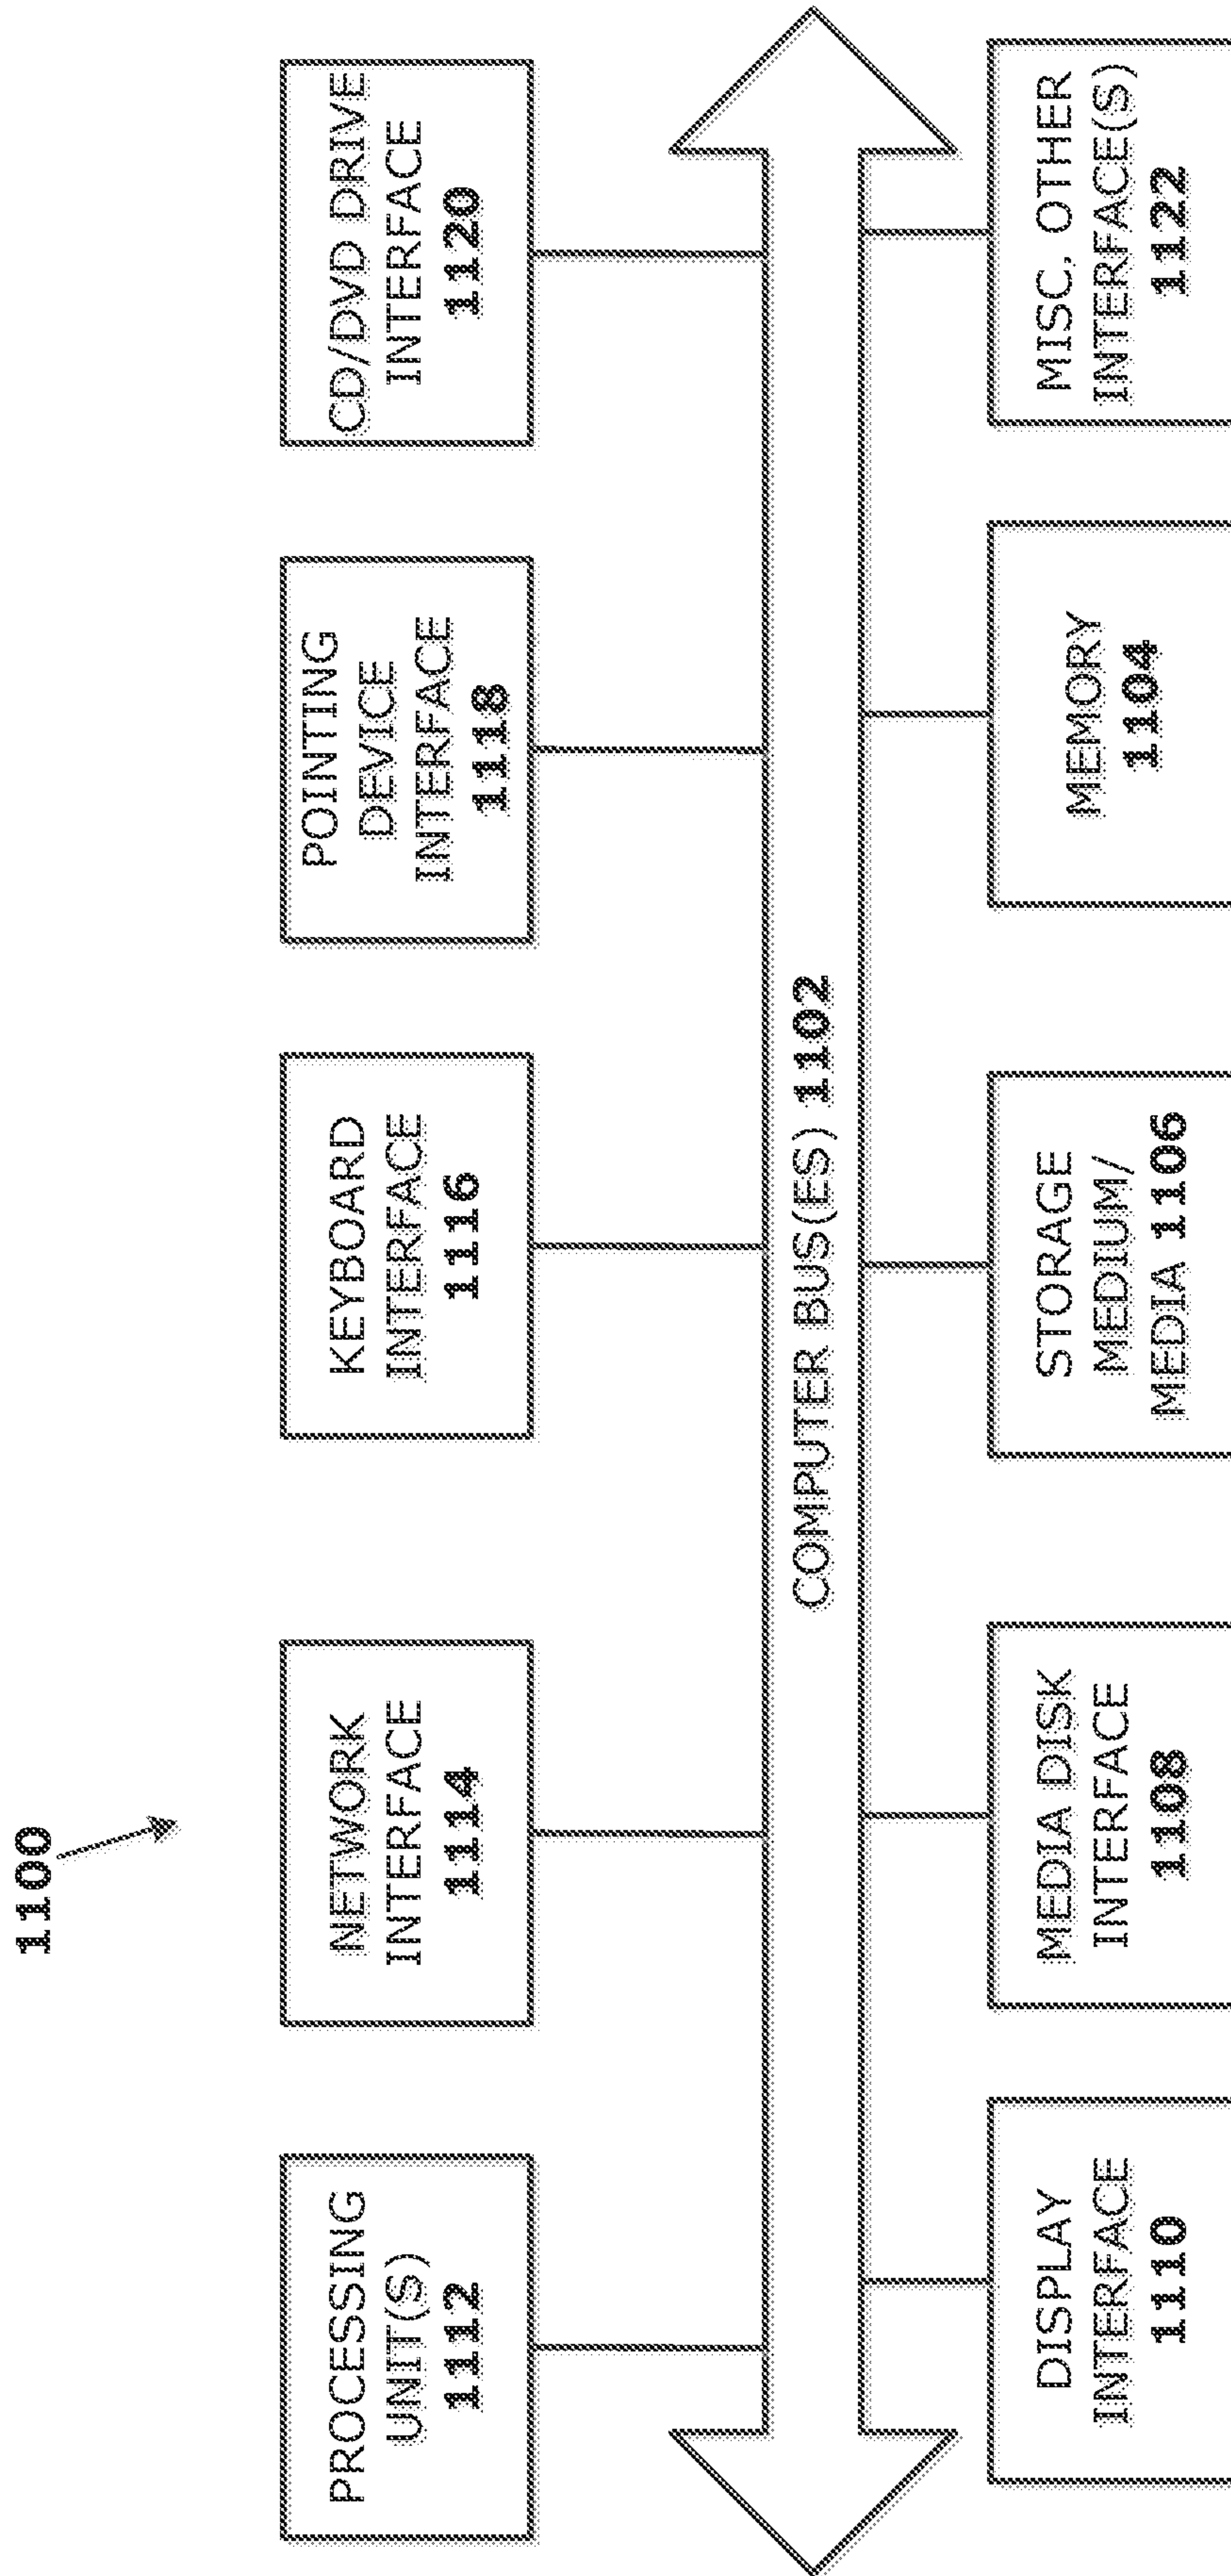 1100
PROCESSING
UNIT(S)
1112
NETWORK
INTERFACE
1114
KEYBOARD
INTERFACE
1116
POINTING
DEVICE
INTERFACE
1118
CD/DVD DRIVE
INTERFACE
1120
COMPUTER BUS(ES) 1102
DISPLAY
INTERFACE
1110
MEDIA DISK
INTERFACE
1108
STORAGE
MEDIUM/
MEDIA 1106
MEMORY
1104
MISC. OTHER
INTERFACE(S)
1122